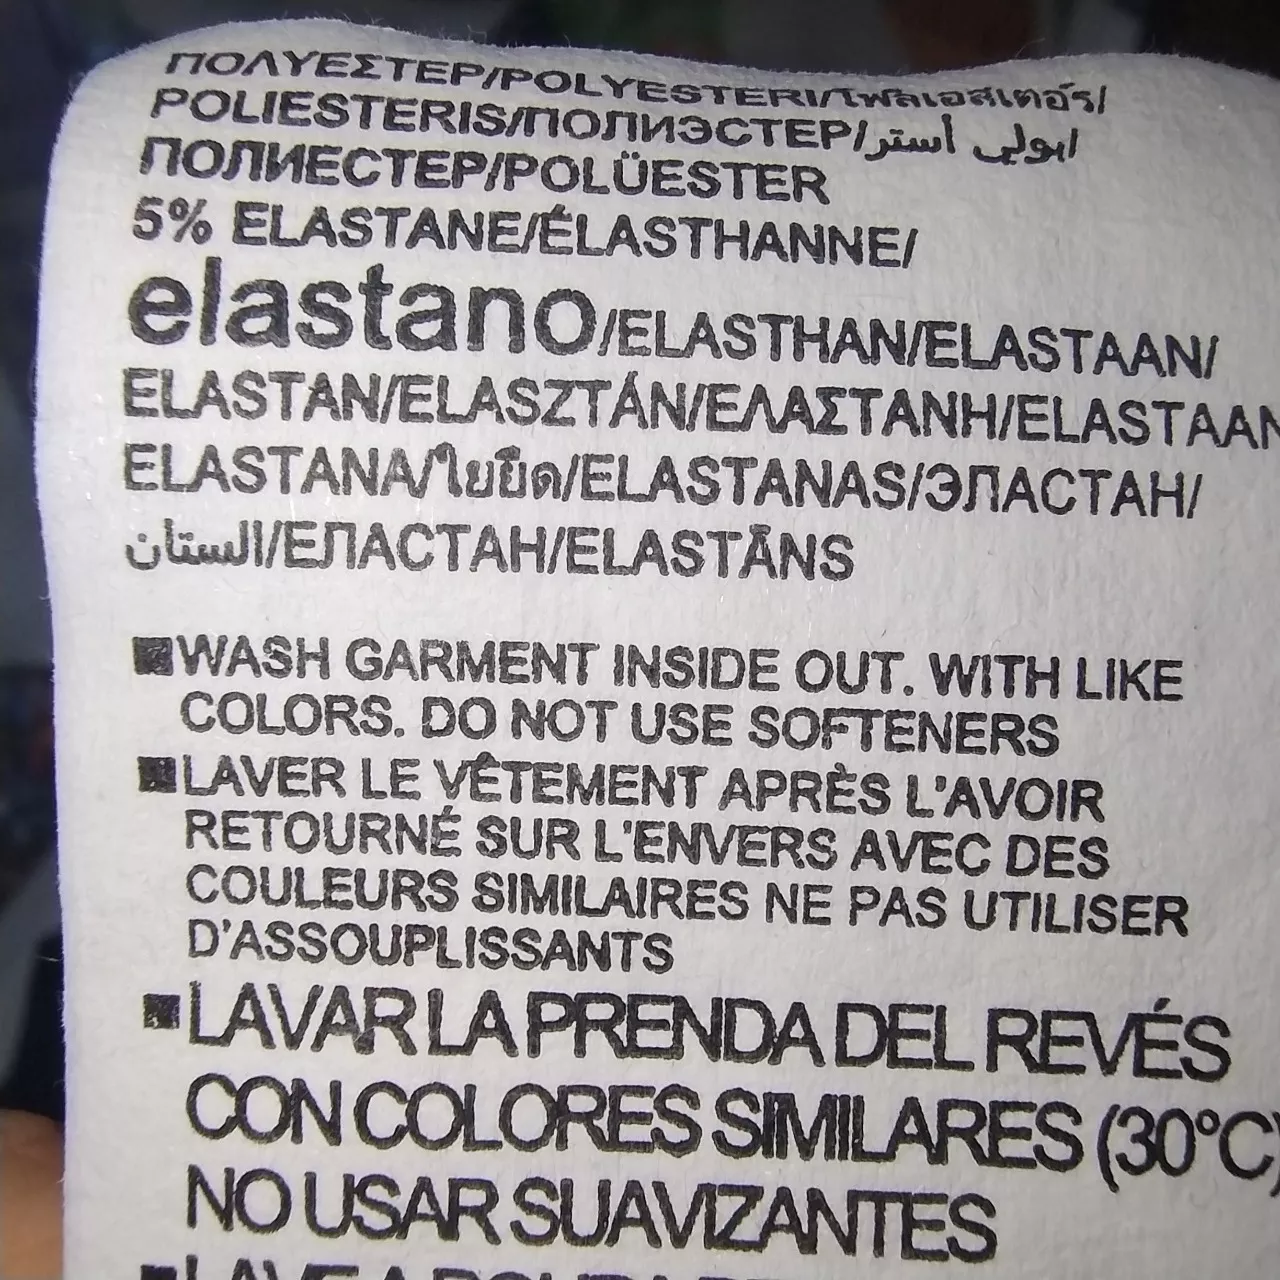 ΠΟΛΥΕΣΤΕΡ/POLYESTERI/โพลีเอสเตอร์/
POLIESTERIS/ПОЛИЭСТЕР/بولي أستر/
ПОЛИЕСТЕР/POLÜESTER
5% ELASTANE/ÉLASTHANNE/
elastano/ELASTHAN/ELASTAAN/
ELASTAN/ELASZTÁN/ΕΛΑΣΤΑΝΗ/ELASTAAN
ELASTANA/ใยยืด/ELASTANAS/ЭЛАСТАН/
الستان/ЕЛАСТАН/ELASTĀNS
■WASH GARMENT INSIDE OUT. WITH LIKE
COLORS. DO NOT USE SOFTENERS
■LAVER LE VÊTEMENT APRÈS L'AVOIR
RETOURNÉ SUR L'ENVERS AVEC DES
COULEURS SIMILAIRES NE PAS UTILISER
D'ASSOUPLISSANTS
■LAVAR LA PRENDA DEL REVÉS
CON COLORES SIMILARES (30°C)
NO USAR SUAVIZANTES